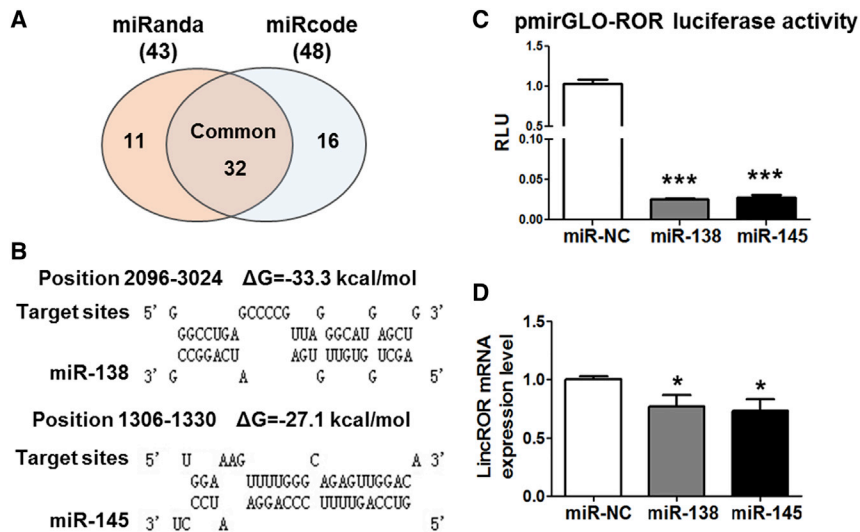 A
miRanda
(43)
miRcode
(48)
11
Common
32
16
B
Position 2096-3024 ΔG=-33.3 kcal/mol
Target sites 5' G GCCCCG G G G 3'
GGCCUGA UUA GGCAU AGCU
CCGGACU AGU UUGUG UCGA
miR-138 3' G A G G 5'
Position 1306-1330 ΔG=-27.1 kcal/mol
Target sites 5' U AAG C A 3'
GGA UUUUGGG AGAGUUGGAC
CCU AGGACCC UUUUGACCUG
miR-145 3' UC A 5'
C pmirGLO-ROR luciferase activity
RLU
1.5
1.0
0.5
0.10
0.05
0.00
***
***
miR-NC miR-138 miR-145
D
LincROR mRNA
expression level
1.5
1.0
0.5
0.0
*
*
miR-NC miR-138 miR-145